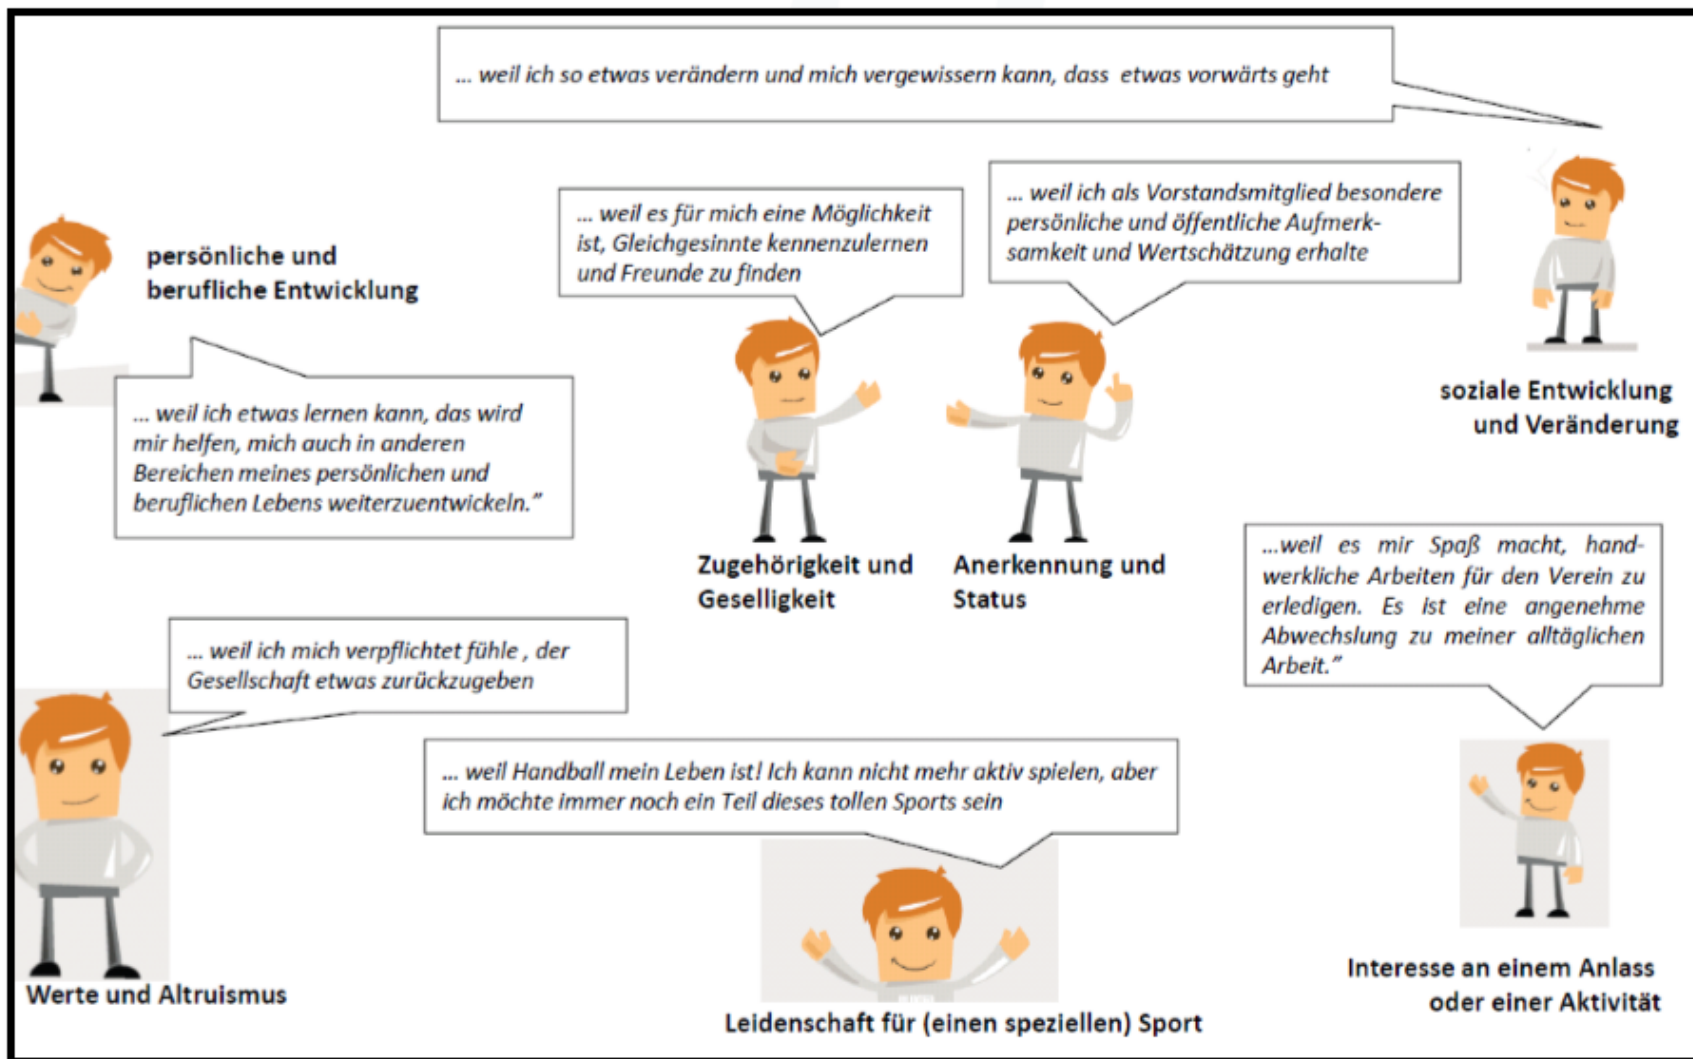 ... weil ich so etwas verändern und mich vergewissern kann, dass etwas vorwärts geht
... weil ich als Vorstandsmitglied besondere
persönliche und öffentliche Aufmerk-
samkeit und Wertschätzung erhalte
... weil es für mich eine Möglichkeit
ist, Gleichgesinnte kennenzulernen
und Freunde zu finden
persönliche und
berufliche Entwicklung
... weil ich etwas lernen kann, das wird
mir helfen, mich auch in anderen
Bereichen meines persönlichen und
beruflichen Lebens weiterzuentwickeln.”
soziale Entwicklung
und Veränderung
Zugehörigkeit und
Geselligkeit
Anerkennung und
Status
...weil es mir Spaß macht, hand-
werkliche Arbeiten für den Verein zu
erledigen. Es ist eine angenehme
Abwechslung zu meiner alltäglichen
Arbeit.”
... weil ich mich verpflichtet fühle , der
Gesellschaft etwas zurückzugeben
... weil Handball mein Leben ist! Ich kann nicht mehr aktiv spielen, aber
ich möchte immer noch ein Teil dieses tollen Sports sein
Werte und Altruismus
Leidenschaft für (einen speziellen) Sport
Interesse an einem Anlass
oder einer Aktivität